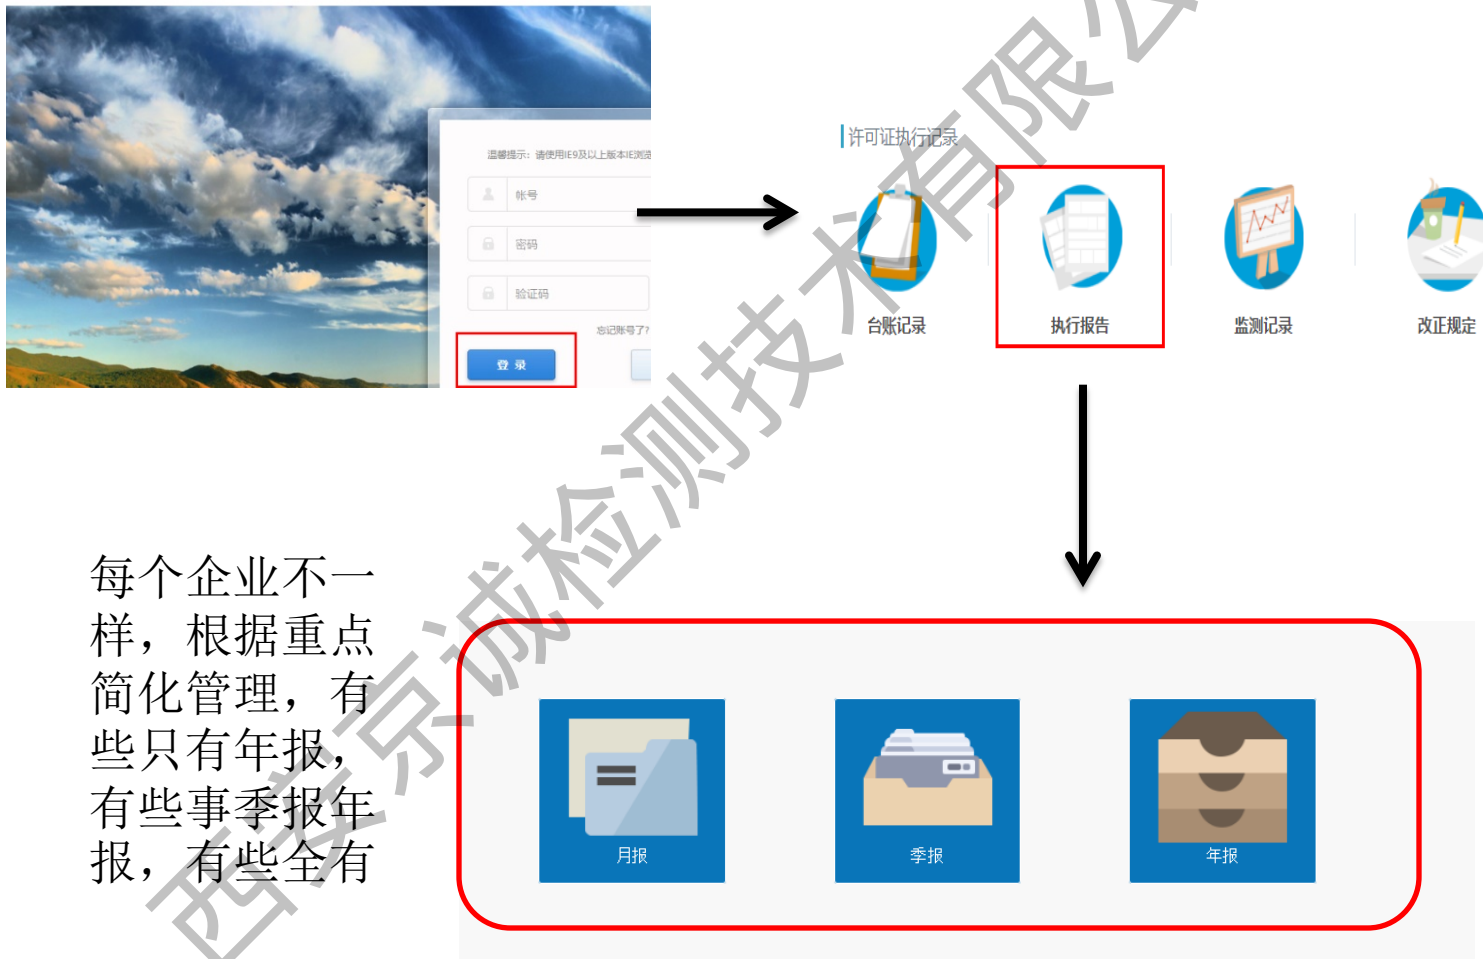 温馨提示：请使用IE9及以上版本IE浏览
帐号
密码
验证码
忘记账号了?
登 录
许可证执行记录
台账记录
执行报告
监测记录
改正规定
每个企业不一
样，根据重点
简化管理，有
些只有年报，
有些事季报年
报，有些全有
月报
季报
年报
西安京诚检测技术有限公